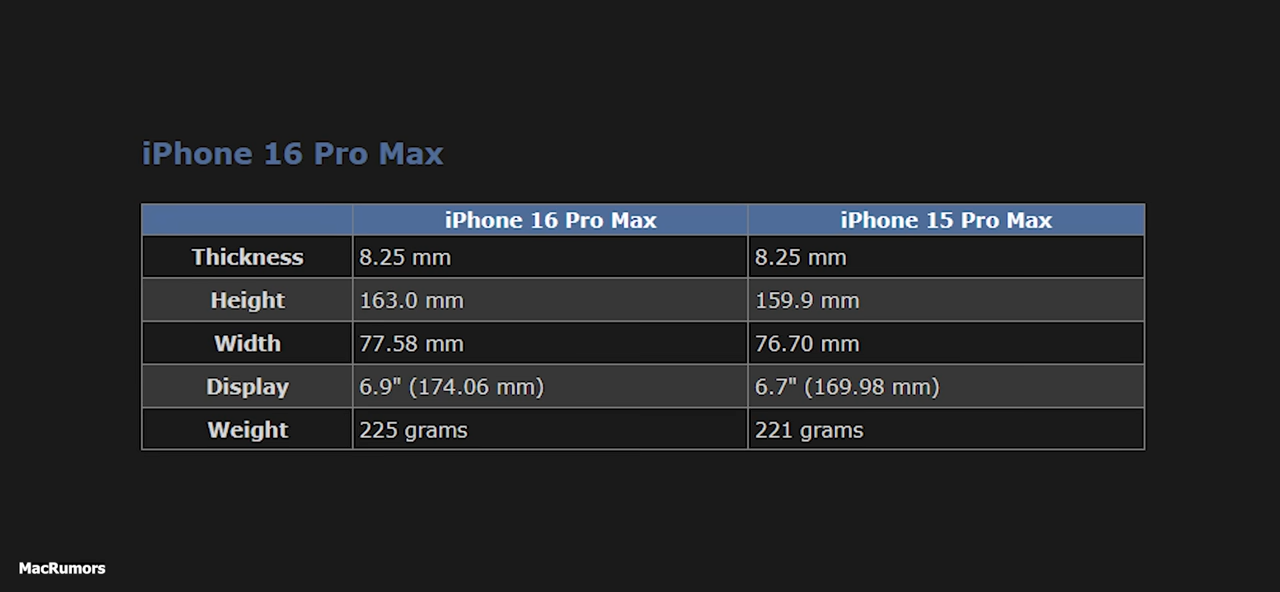 iPhone 16 Pro Max
iPhone 16 Pro Max iPhone 15 Pro Max
Thickness 8.25 mm 8.25 mm
Height 163.0 mm 159.9 mm
Width 77.58 mm 76.70 mm
Display 6.9" (174.06 mm) 6.7" (169.98 mm)
Weight 225 grams 221 grams
MacRumors